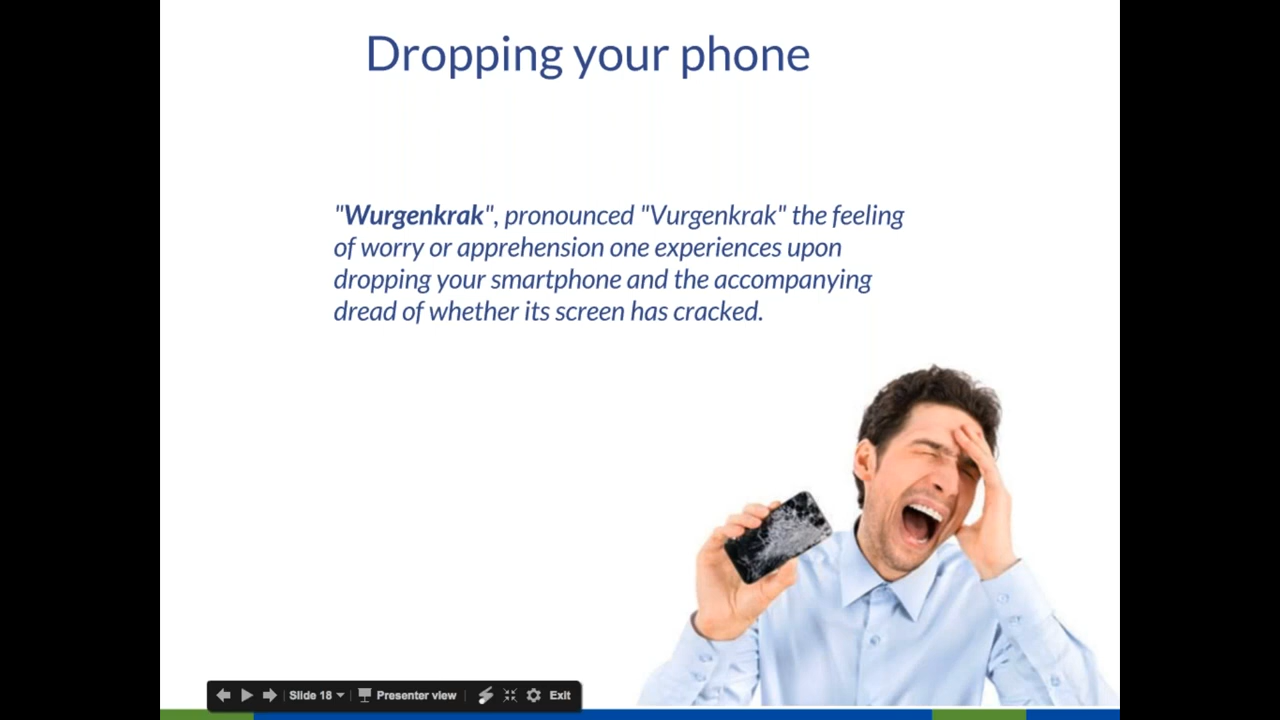 Dropping your phone
"Wurgenkrak", pronounced "Vurgenkrak" the feeling
of worry or apprehension one experiences upon
dropping your smartphone and the accompanying
dread of whether its screen has cracked.
Slide 18 Presenter view Exit